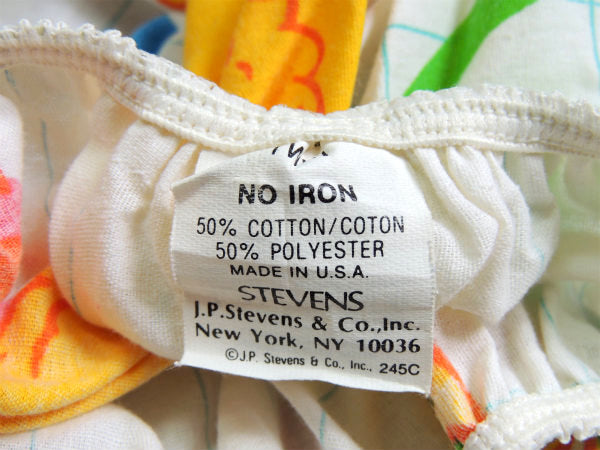 NO IRON
50% COTTON/COTON
50% POLYESTER
MADE IN U.S.A.
STEVENS
J.P.Stevens & Co.,Inc.
New York, NY 10036
©J.P. Stevens & Co., Inc., 245C